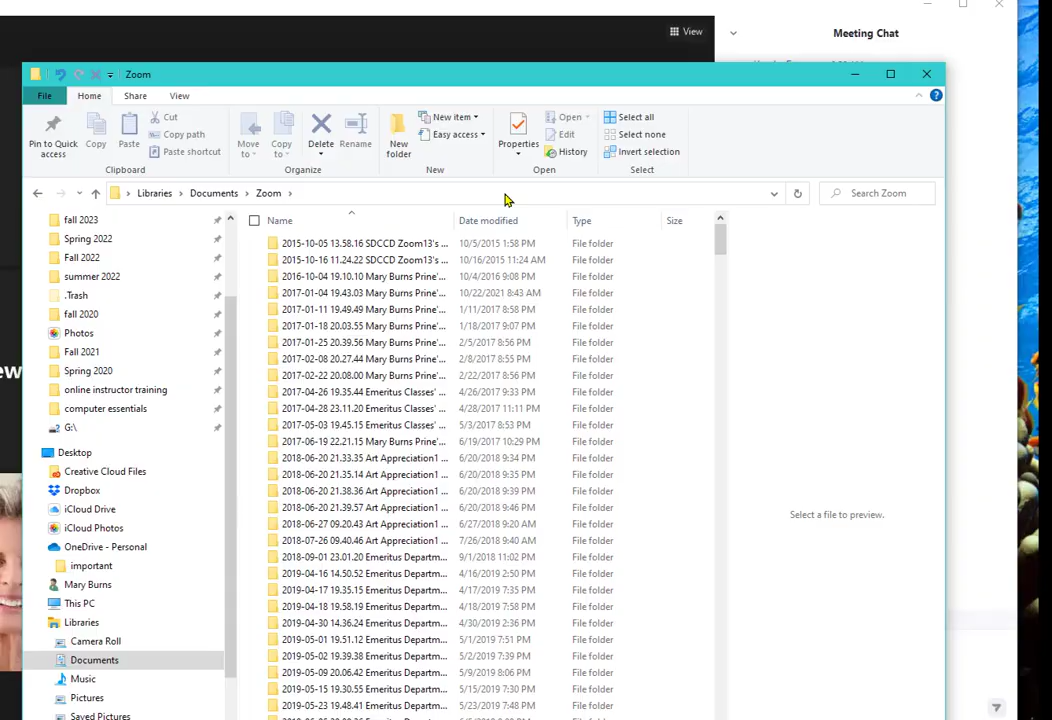 View
Meeting Chat
Zoom
File
Home
Share
View
Pin to Quick access
Copy
Paste
Cut
Copy path
Paste shortcut
Clipboard
Move to
Copy to
Delete
Rename
Organize
New folder
New item
Easy access
New
Properties
Open
Edit
History
Open
Select all
Select none
Invert selection
Select
Libraries > Documents > Zoom >
Search Zoom
fall 2023
Spring 2022
Fall 2022
summer 2022
.Trash
fall 2020
Photos
Fall 2021
Spring 2020
online instructor training
computer essentials
G:\
Desktop
Creative Cloud Files
Dropbox
iCloud Drive
iCloud Photos
OneDrive - Personal
important
Mary Burns
This PC
Libraries
Camera Roll
Documents
Music
Pictures
Saved Pictures
Name Date modified Type Size
2015-10-05 13.58.16 SDCCD Zoom13's ... 10/5/2015 1:58 PM File folder
2015-10-16 11.24.22 SDCCD Zoom13's ... 10/16/2015 11:24 AM File folder
2016-10-04 19.10.10 Mary Burns Prine'... 10/4/2016 9:08 PM File folder
2017-01-04 19.43.03 Mary Burns Prine'... 10/22/2021 8:43 AM File folder
2017-01-11 19.49.49 Mary Burns Prine'... 1/11/2017 8:58 PM File folder
2017-01-18 20.03.55 Mary Burns Prine'... 1/18/2017 9:07 PM File folder
2017-01-25 20.39.56 Mary Burns Prine'... 2/5/2017 8:56 PM File folder
2017-02-08 20.27.44 Mary Burns Prine'... 2/8/2017 8:55 PM File folder
2017-02-22 20.08.00 Mary Burns Prine'... 2/22/2017 8:56 PM File folder
2017-04-26 19.35.44 Emeritus Classes' ... 4/26/2017 9:33 PM File folder
2017-04-28 23.11.20 Emeritus Classes' ... 4/28/2017 11:11 PM File folder
2017-05-03 19.45.15 Emeritus Classes' ... 5/3/2017 8:53 PM File folder
2017-06-19 22.21.15 Mary Burns Prine'... 6/19/2017 10:29 PM File folder
2018-06-20 21.33.35 Art Appreciation1 ... 6/20/2018 9:34 PM File folder
2018-06-20 21.35.14 Art Appreciation1 ... 6/20/2018 9:35 PM File folder
2018-06-20 21.38.36 Art Appreciation1 ... 6/20/2018 9:39 PM File folder
2018-06-20 21.39.57 Art Appreciation1 ... 6/20/2018 9:46 PM File folder
2018-06-27 09.20.43 Art Appreciation1 ... 6/27/2018 9:20 AM File folder
2018-07-26 09.40.46 Art Appreciation1 ... 7/26/2018 9:40 AM File folder
2018-09-01 23.01.20 Emeritus Departm... 9/1/2018 11:02 PM File folder
2019-04-16 14.50.52 Emeritus Departm... 4/16/2019 2:50 PM File folder
2019-04-17 19.35.15 Emeritus Departm... 4/17/2019 7:35 PM File folder
2019-04-18 19.58.19 Emeritus Departm... 4/18/2019 7:58 PM File folder
2019-04-30 14.36.24 Emeritus Departm... 4/30/2019 2:36 PM File folder
2019-05-01 19.51.12 Emeritus Departm... 5/1/2019 7:51 PM File folder
2019-05-02 19.39.38 Emeritus Departm... 5/2/2019 7:39 PM File folder
2019-05-09 20.06.42 Emeritus Departm... 5/9/2019 8:06 PM File folder
2019-05-15 19.30.55 Emeritus Departm... 5/15/2019 7:30 PM File folder
2019-05-23 19.48.41 Emeritus Departm... 5/23/2019 7:48 PM File folder
Select a file to preview.